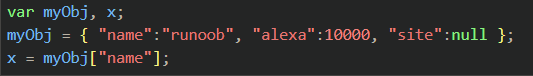 var myObj, x;
myObj = { "name":"runoob", "alexa":10000, "site":null };
x = myObj["name"];